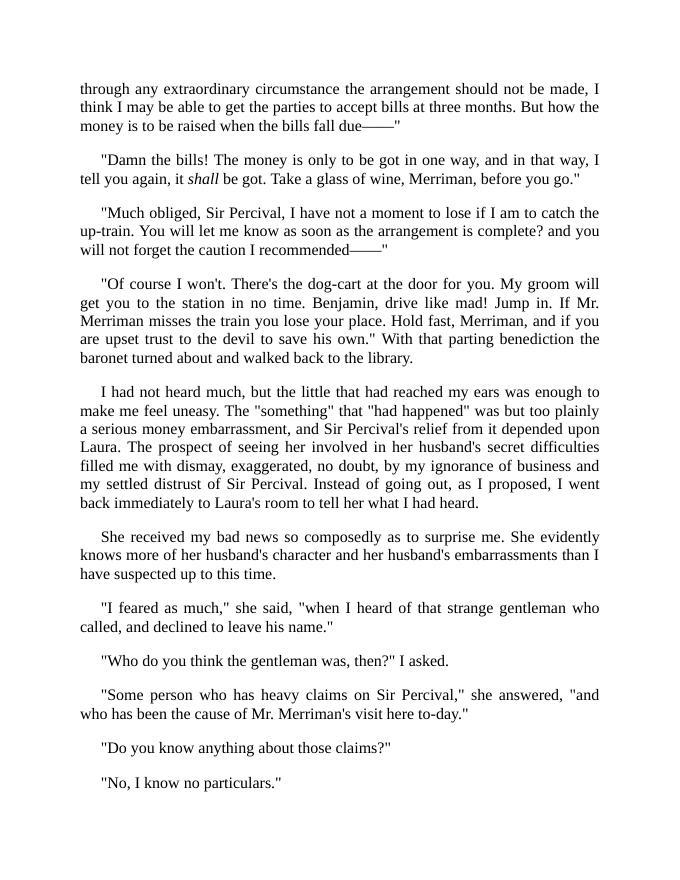 through any extraordinary circumstance the arrangement should not be made, I
think I may be able to get the parties to accept bills at three months. But how the
money is to be raised when the bills fall due——"
"Damn the bills! The money is only to be got in one way, and in that way, I
tell you again, it shall be got. Take a glass of wine, Merriman, before you go."
"Much obliged, Sir Percival, I have not a moment to lose if I am to catch the
up-train. You will let me know as soon as the arrangement is complete? and you
will not forget the caution I recommended——"
"Of course I won't. There's the dog-cart at the door for you. My groom will
get you to the station in no time. Benjamin, drive like mad! Jump in. If Mr.
Merriman misses the train you lose your place. Hold fast, Merriman, and if you
are upset trust to the devil to save his own." With that parting benediction the
baronet turned about and walked back to the library.
I had not heard much, but the little that had reached my ears was enough to
make me feel uneasy. The "something" that "had happened" was but too plainly
a serious money embarrassment, and Sir Percival's relief from it depended upon
Laura. The prospect of seeing her involved in her husband's secret difficulties
filled me with dismay, exaggerated, no doubt, by my ignorance of business and
my settled distrust of Sir Percival. Instead of going out, as I proposed, I went
back immediately to Laura's room to tell her what I had heard.
She received my bad news so composedly as to surprise me. She evidently
knows more of her husband's character and her husband's embarrassments than I
have suspected up to this time.
"I feared as much," she said, "when I heard of that strange gentleman who
called, and declined to leave his name."
"Who do you think the gentleman was, then?" I asked.
"Some person who has heavy claims on Sir Percival," she answered, "and
who has been the cause of Mr. Merriman's visit here to-day."
"Do you know anything about those claims?"
"No, I know no particulars."